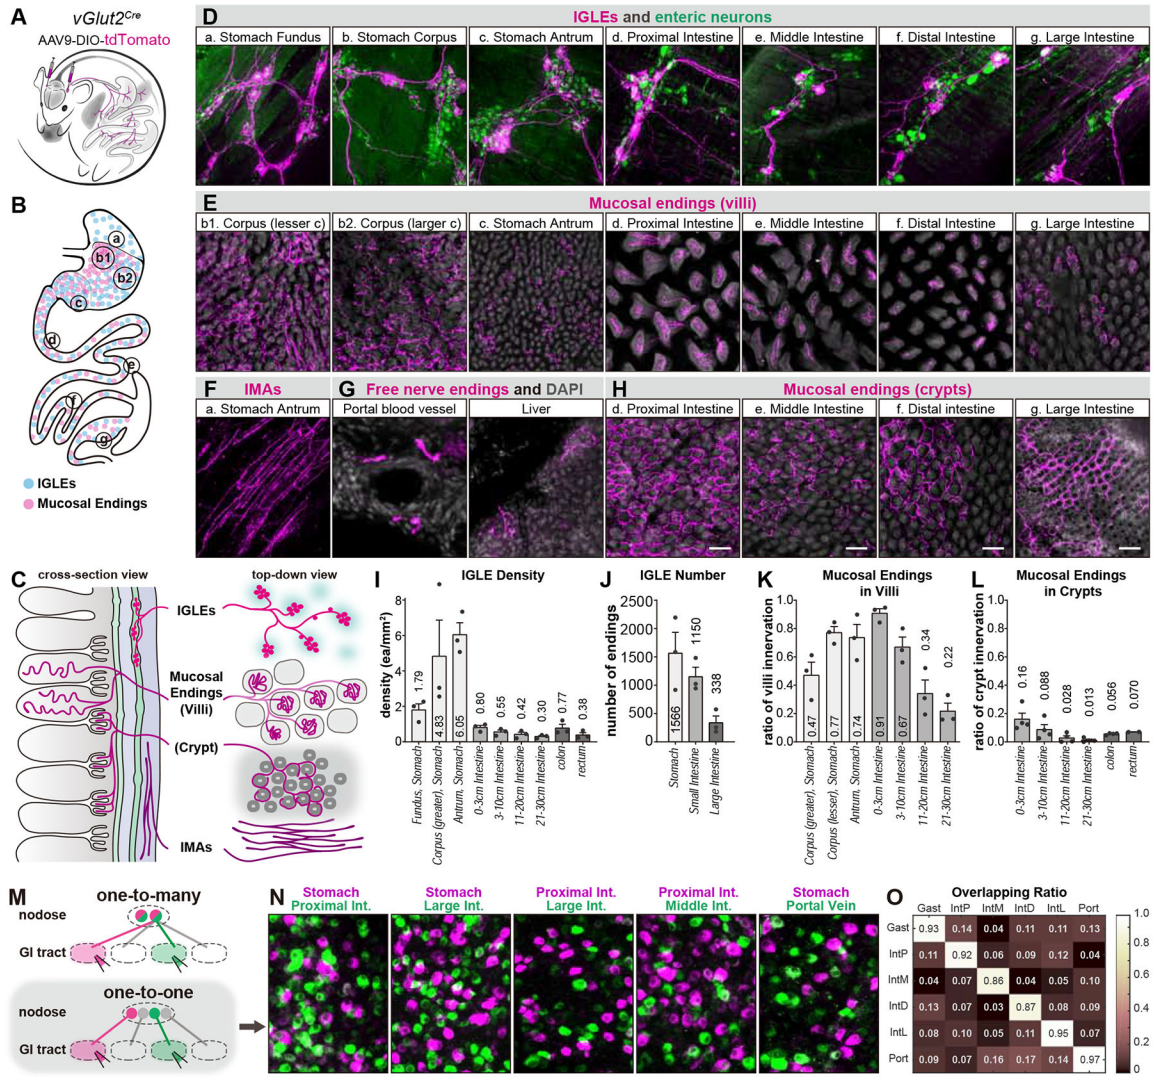 A
vGlut2Cre
AAV9-DIO-tdTomato
D
IGLEs and enteric neurons
a. Stomach Fundus
b. Stomach Corpus
c. Stomach Antrum
d. Proximal Intestine
e. Middle Intestine
f. Distal Intestine
g. Large Intestine
B
a
b1
b2
c
d
e
f
g
IGLEs
Mucosal Endings
E
Mucosal endings (villi)
b1. Corpus (lesser c)
b2. Corpus (larger c)
c. Stomach Antrum
d. Proximal Intestine
e. Middle Intestine
f. Distal Intestine
g. Large Intestine
F
IMAs
a. Stomach Antrum
G
Free nerve endings and DAPI
Portal blood vessel
Liver
H
Mucosal endings (crypts)
d. Proximal Intestine
e. Middle Intestine
f. Distal intestine
g. Large Intestine
C
cross-section view
top-down view
IGLEs
Mucosal
Endings
(Villi)
(Crypt)
IMAs
I
IGLE Density
density (ea/mm2)
8
6
4
2
0
1.79
4.83
6.05
0.80
0.55
0.42
0.30
0.77
0.38
Fundus, Stomach
Corpus (greater), Stomach
Antrum, Stomach
0-3cm Intestine
3-10cm Intestine
11-20cm Intestine
21-30cm Intestine
colon
rectum
J
IGLE Number
number of endings
2500
2000
1500
1000
500
0
1566
1150
338
Stomach
Small Intestine
Large Intestine
K
Mucosal Endings
in Villi
ratio of villi innervation
1.0
0.8
0.6
0.4
0.2
0.0
0.47
0.77
0.74
0.91
0.67
0.34
0.22
Corpus (greater), Stomach
Corpus (lesser), Stomach
Antrum, Stomach
0-3cm Intestine
3-10cm Intestine
11-20cm Intestine
21-30cm Intestine
L
Mucosal Endings
in Crypts
ratio of crypt innervation
1.0
0.8
0.6
0.4
0.2
0.0
0.16
0.088
0.028
0.013
0.056
0.070
0-3cm Intestine
3-10cm Intestine
11-20cm Intestine
21-30cm Intestine
colon
rectum
M
one-to-many
nodose
GI tract
one-to-one
nodose
GI tract
N
Stomach
Proximal Int.
Stomach
Large Int.
Proximal Int.
Large Int.
Proximal Int.
Middle Int.
Stomach
Portal Vein
O
Overlapping Ratio
Gast IntP IntM IntD IntL Port
Gast 0.93 0.14 0.04 0.11 0.11 0.13
IntP 0.11 0.92 0.06 0.09 0.12 0.04
IntM 0.04 0.07 0.86 0.04 0.05 0.10
IntD 0.13 0.07 0.03 0.87 0.08 0.09
IntL 0.08 0.10 0.05 0.11 0.95 0.07
Port 0.09 0.07 0.16 0.17 0.14 0.97
1.0
0.8
0.6
0.4
0.2
0